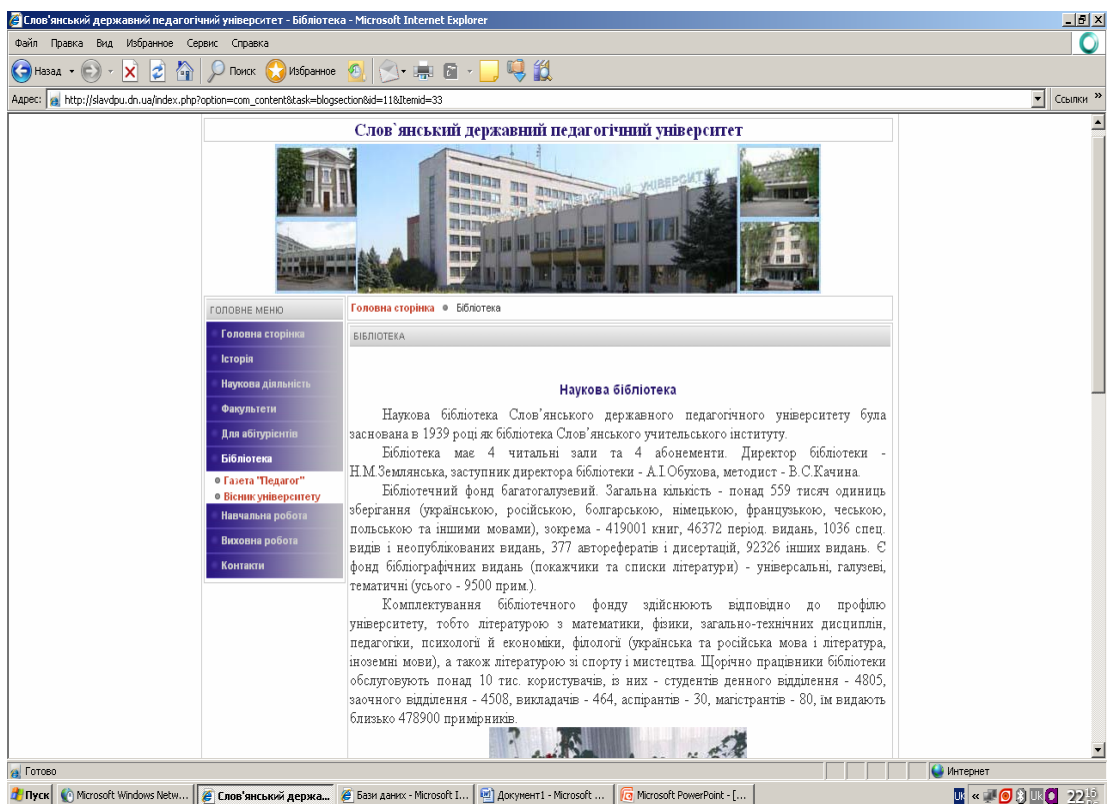 Слов'янський державний педагогічний університет - Бібліотека - Microsoft Internet Explorer
Файл Правка Вид Избранное Сервис Справка
Назад Поиск Избранное
Адрес: http://slavdpu.dn.ua/index.php?option=com_content&task=blogsection&id=11&Itemid=33 Ссылки »
Слов`янський державний педагогічний університет
УНІВЕРСИТЕТ
ГОЛОВНЕ МЕНЮ
Головна сторінка
Історія
Наукова діяльність
Факультети
Для абітурієнтів
Бібліотека
Газета "Педагог"
Вісник університету
Навчальна робота
Виховна робота
Контакти
Головна сторінка Бібліотека
БІБЛІОТЕКА
Наукова бібліотека
Наукова бібліотека Слов’янського державного педагогічного університету була
заснована в 1939 році як бібліотека Слов’янського учительського інституту.
Бібліотека має 4 читальні зали та 4 абонементи. Директор бібліотеки -
Н.М.Землянська, заступник директора бібліотеки - А.І.Обухова, методист - В.С.Качина.
Бібліотечний фонд багатогалузевий. Загальна кількість - понад 559 тисяч одиниць
зберігання (українською, російською, болгарською, німецькою, французькою, чеською,
польською та іншими мовами), зокрема - 419001 книг, 46372 період. видань, 1036 спец.
видів і неопублікованих видань, 377 авторефератів і дисертацій, 92326 інших видань. Є
фонд бібліографічних видань (покажчики та списки літератури) - універсальні, галузеві,
тематичні (усього - 9500 прим.).
Комплектування бібліотечного фонду здійснюють відповідно до профілю
університету, тобто літературою з математики, фізики, загально-технічних дисциплін,
педагогіки, психології й економіки, філології (українська та російська мова і література,
іноземні мови), а також літературою зі спорту і мистецтва. Щорічно працівники бібліотеки
обслуговують понад 10 тис. користувачів, із них - студентів денного відділення - 4805,
заочного відділення - 4508, викладачів - 464, аспірантів - 30, магістрантів - 80, їм видають
близько 478900 примірників.
Готово Интернет
Пуск Microsoft Windows Netw... Слов'янський держа... Бази даних - Microsoft I... Документ1 - Microsoft ... Microsoft PowerPoint - [... Uk « Uk